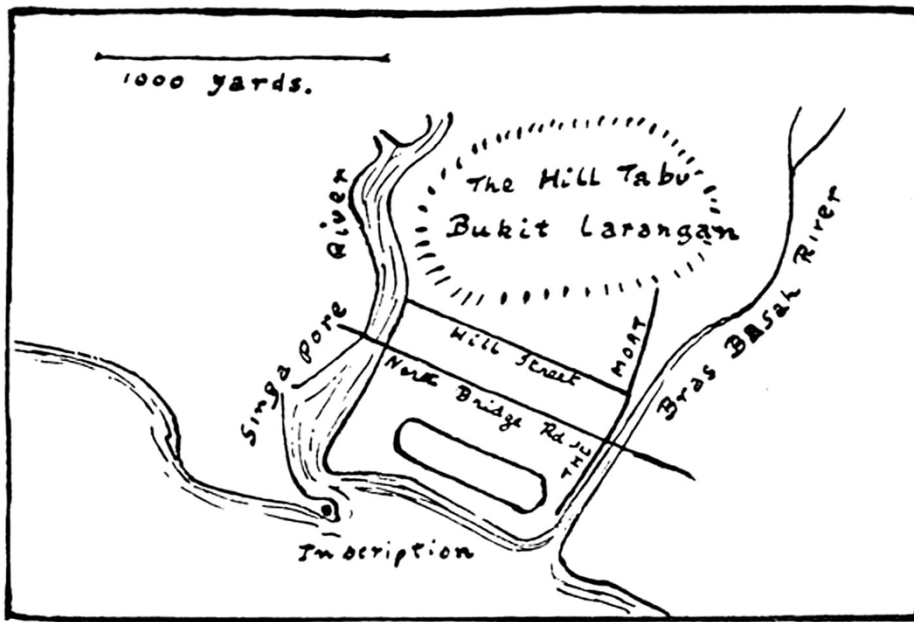 1000 yards.
The Hill Tabu
Bukit Larangan
Singapore River
Hill Street
North Bridge Rd
THE MOAT
Bras Basah River
Inscription